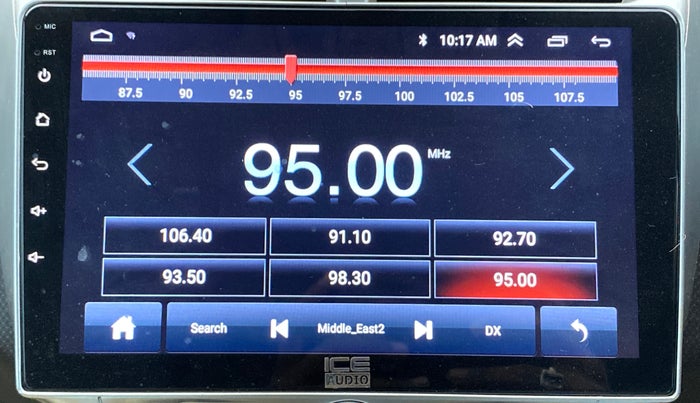 MIC
10:17 AM
RST
87.5 90 92.5 95 97.5 100 102.5 105 107.5
95.00 MHz
106.40 91.10 92.70
93.50 98.30 95.00
Search Middle_East2 DX
ICE
AUDIO